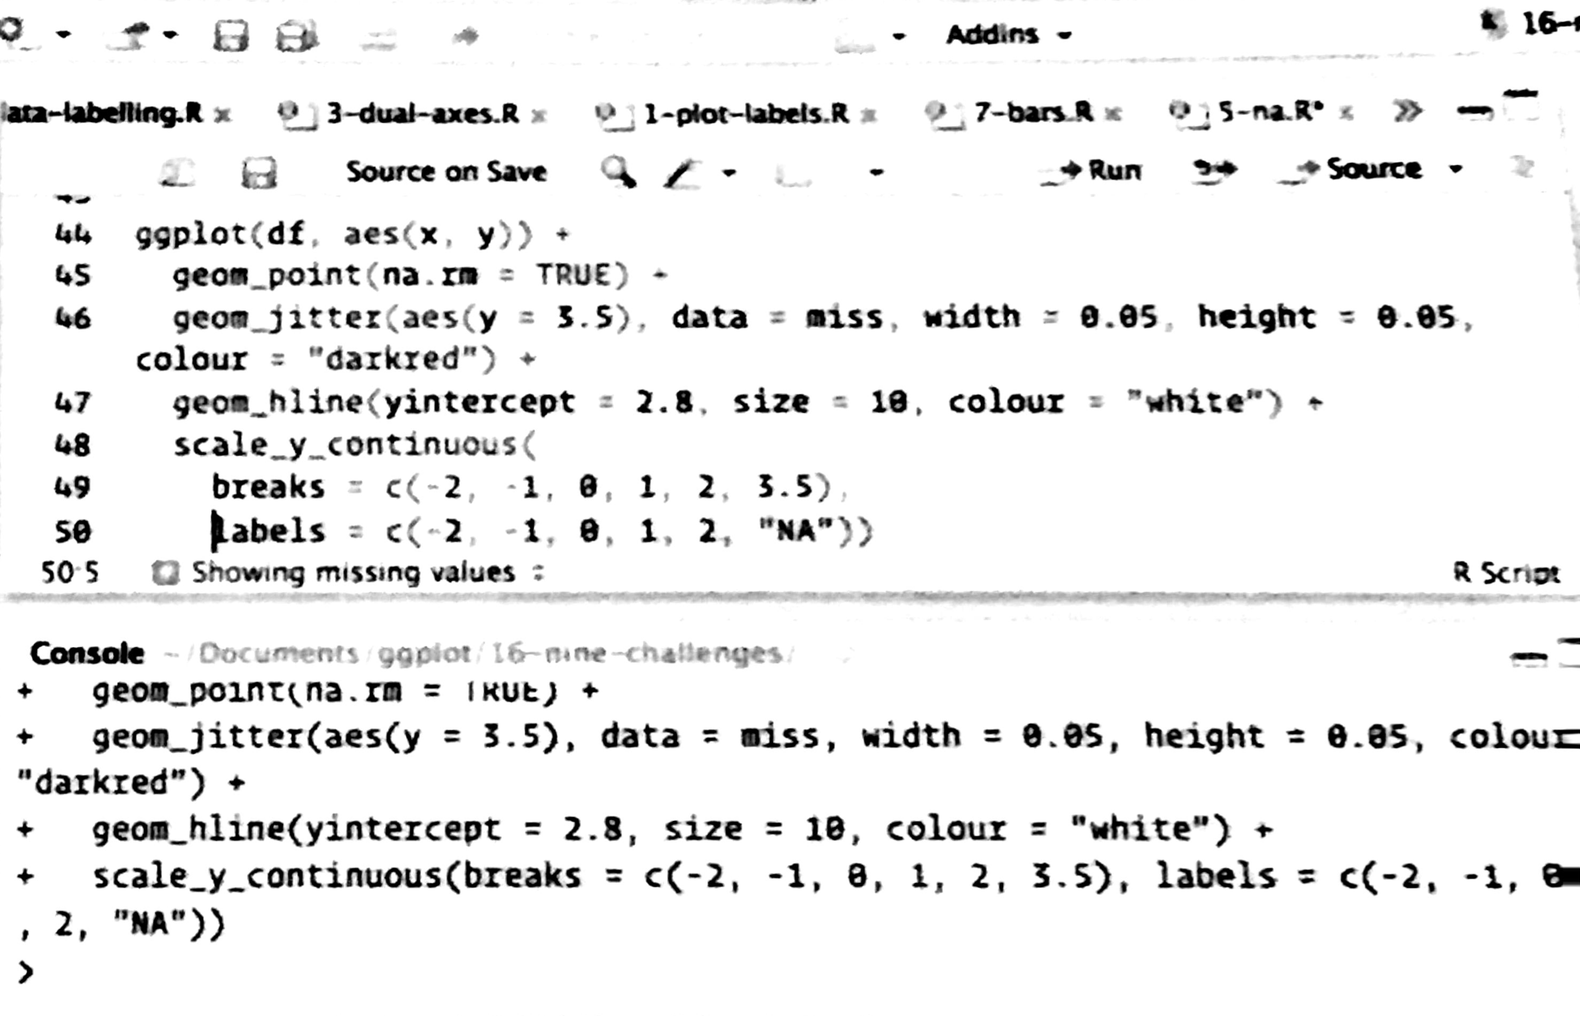 Addins
ata-labelling.R 3-dual-axes.R 1-plot-labels.R 7-bars.R 5-na.R*
Source on Save Run Source
44 ggplot(df, aes(x, y)) +
45 geom_point(na.rm = TRUE) +
46 geom_jitter(aes(y = 3.5), data = miss, width = 0.05, height = 0.05,
colour = "darkred") +
47 geom_hline(yintercept = 2.8, size = 10, colour = "white") +
48 scale_y_continuous(
49 breaks = c(-2, -1, 0, 1, 2, 3.5),
50 labels = c(-2, -1, 0, 1, 2, "NA"))
50:5 Showing missing values R Script
Console ~/Documents/ggplot/16-nine-challenges/
+ geom_point(na.rm = TRUE) +
+ geom_jitter(aes(y = 3.5), data = miss, width = 0.05, height = 0.05, colour
"darkred") +
+ geom_hline(yintercept = 2.8, size = 10, colour = "white") +
+ scale_y_continuous(breaks = c(-2, -1, 0, 1, 2, 3.5), labels = c(-2, -1, 0
, 2, "NA"))
>